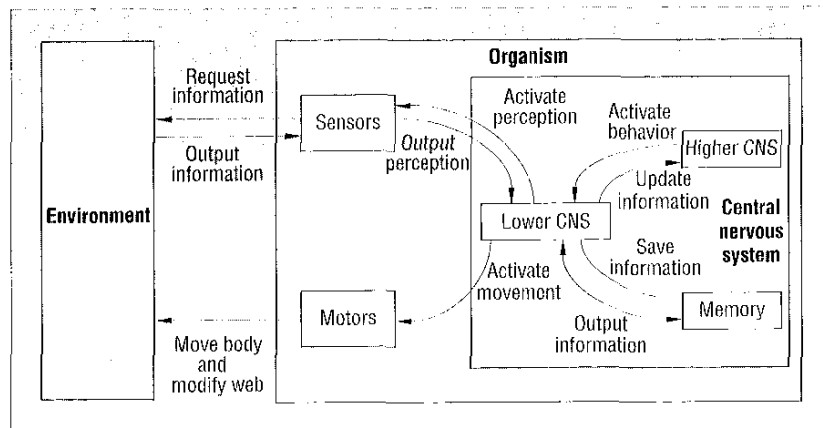 Organism
Request
information
Sensors
Activate
perception
Activate
behavior
Higher CNS
Output
information
Output
perception
Update
information
Environment
Lower CNS
Central
nervous
system
Save
information
Activate
movement
Motors
Memory
Output
information
Move body
and
modify web